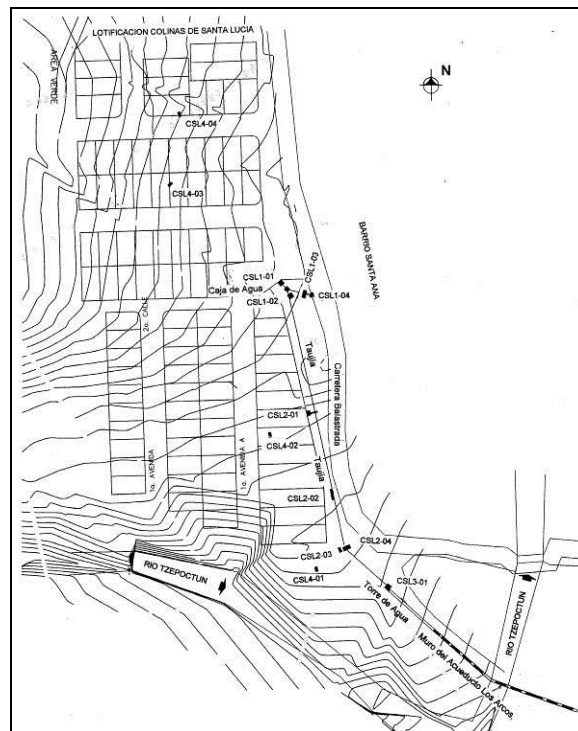 LOTIFICACION COLINAS DE SANTA LUCIA
AREA VERDE
N
CSL4-04
CSL4-03
BARRIO SANTA ANA
CSL1-03
CSL1-01
Caja de Agua
CSL1-02
CSL1-04
2a. CALLE
Taujia
Carretera Balastrada
CSL2-01
CSL4-02
1a. AVENIDA
1a. AVENIDA A
Taujia
CSL2-02
CSL2-04
CSL2-03
CSL4-01
CSL3-01
RIO TZEPOCTUN
Torre de Agua
Muro del Acueducto Los Arcos.
RIO TZEPOCTUN